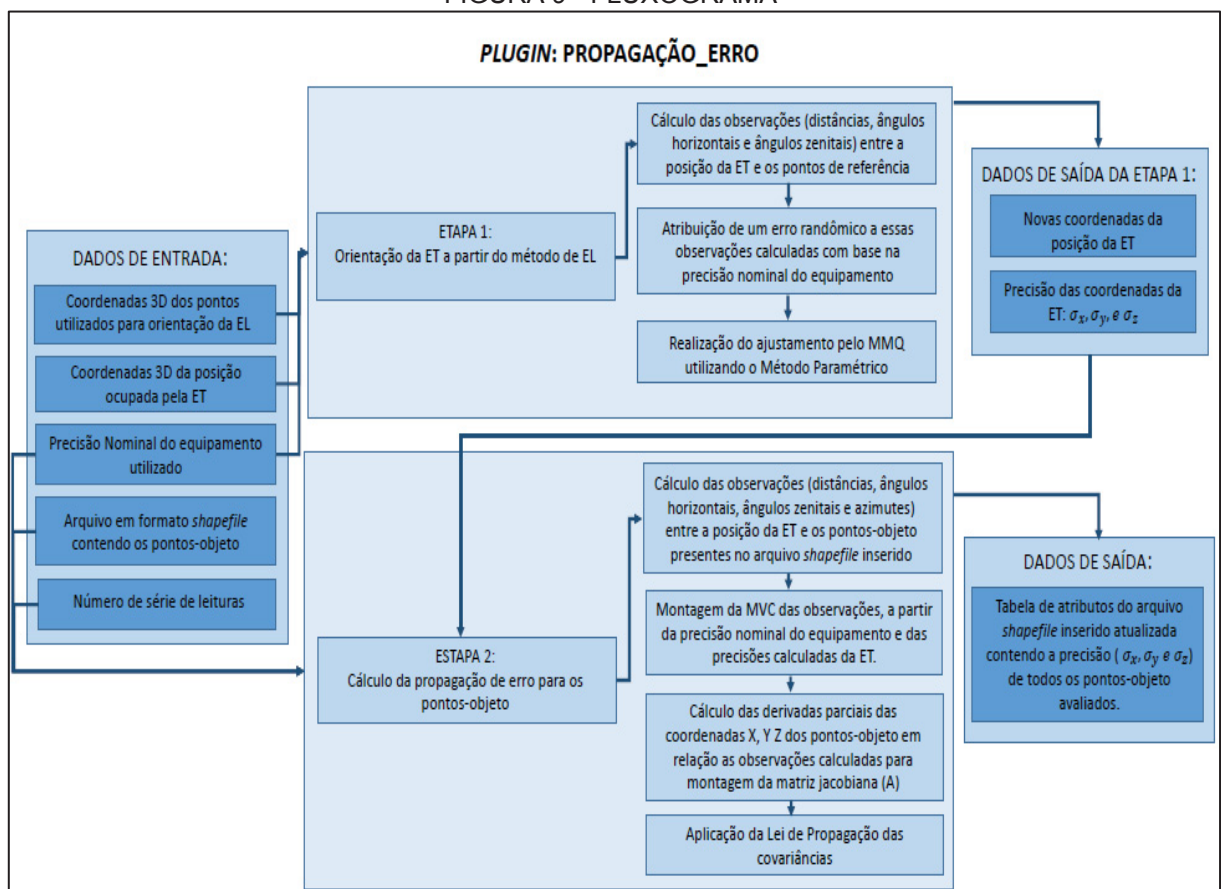 PLUGIN: PROPAGAÇÃO_ERRO
DADOS DE ENTRADA:
Coordenadas 3D dos pontos
utilizados para orientação da EL
Coordenadas 3D da posição
ocupada pela ET
Precisão Nominal do equipamento
utilizado
Arquivo em formato shapefile
contendo os pontos-objeto
Número de série de leituras
ETAPA 1:
Orientação da ET a partir do método de EL
Cálculo das observações (distâncias, ângulos
horizontais e ângulos zenitais) entre a
posição da ET e os pontos de referência
Atribuição de um erro randômico a essas
observações calculadas com base na
precisão nominal do equipamento
Realização do ajustamento pelo MMQ
utilizando o Método Paramétrico
DADOS DE SAÍDA DA ETAPA 1:
Novas coordenadas da
posição da ET
Precisão das coordenadas da
ET: σx, σy, e σz
ESTAPA 2:
Cálculo da propagação de erro para os
pontos-objeto
Cálculo das observações (distâncias, ângulos
horizontais, ângulos zenitais e azimutes)
entre a posição da ET e os pontos-objeto
presentes no arquivo shapefile inserido
Montagem da MVC das observações, a partir
da precisão nominal do equipamento e das
precisões calculadas da ET.
Cálculo das derivadas parciais das
coordenadas X, Y Z dos pontos-objeto em
relação as observações calculadas para
montagem da matriz jacobiana (A)
Aplicação da Lei de Propagação das
covariâncias
DADOS DE SAÍDA:
Tabela de atributos do arquivo
shapefile inserido atualizada
contendo a precisão ( σx, σy e σz)
de todos os pontos-objeto
avaliados.